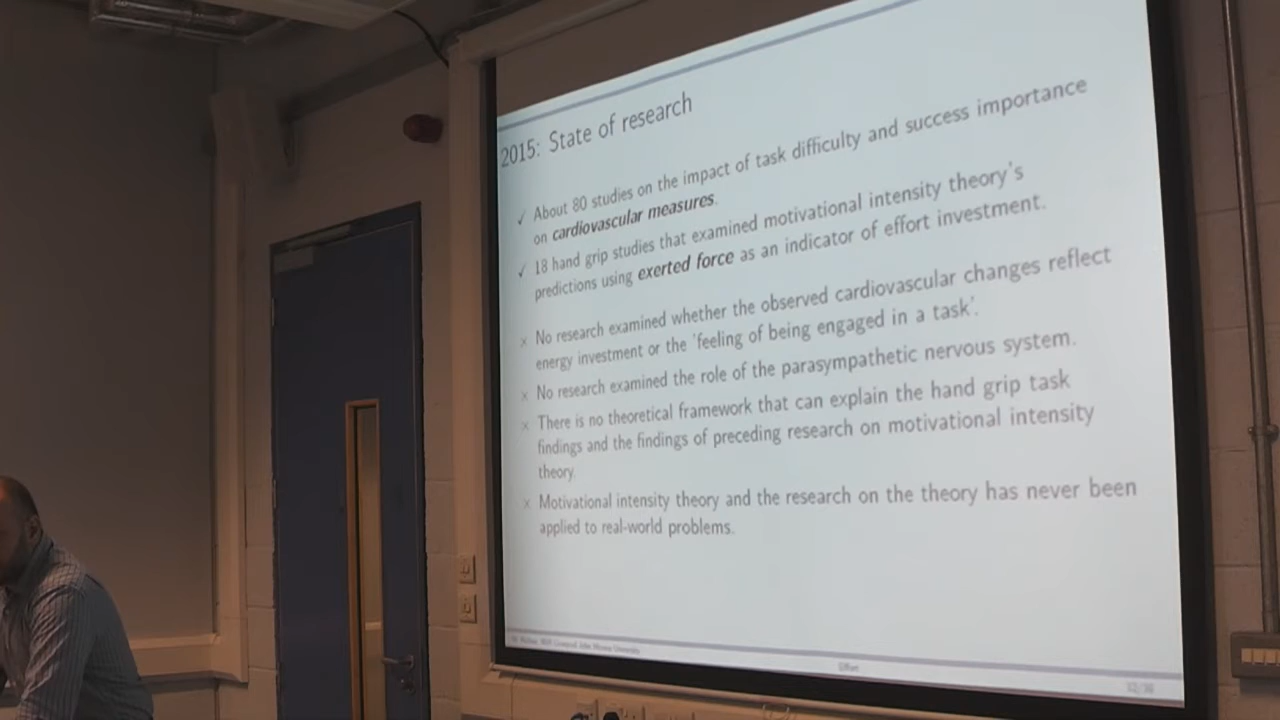 2015: State of research
✓ About 80 studies on the impact of task difficulty and success importance
on cardiovascular measures.
✓ 18 hand grip studies that examined motivational intensity theory's
predictions using exerted force as an indicator of effort investment.
× No research examined whether the observed cardiovascular changes reflect
energy investment or the 'feeling of being engaged in a task'.
× No research examined the role of the parasympathetic nervous system.
× There is no theoretical framework that can explain the hand grip task
findings and the findings of preceding research on motivational intensity
theory.
× Motivational intensity theory and the research on the theory has never been
applied to real-world problems.
Liverpool John Moores University
Effort